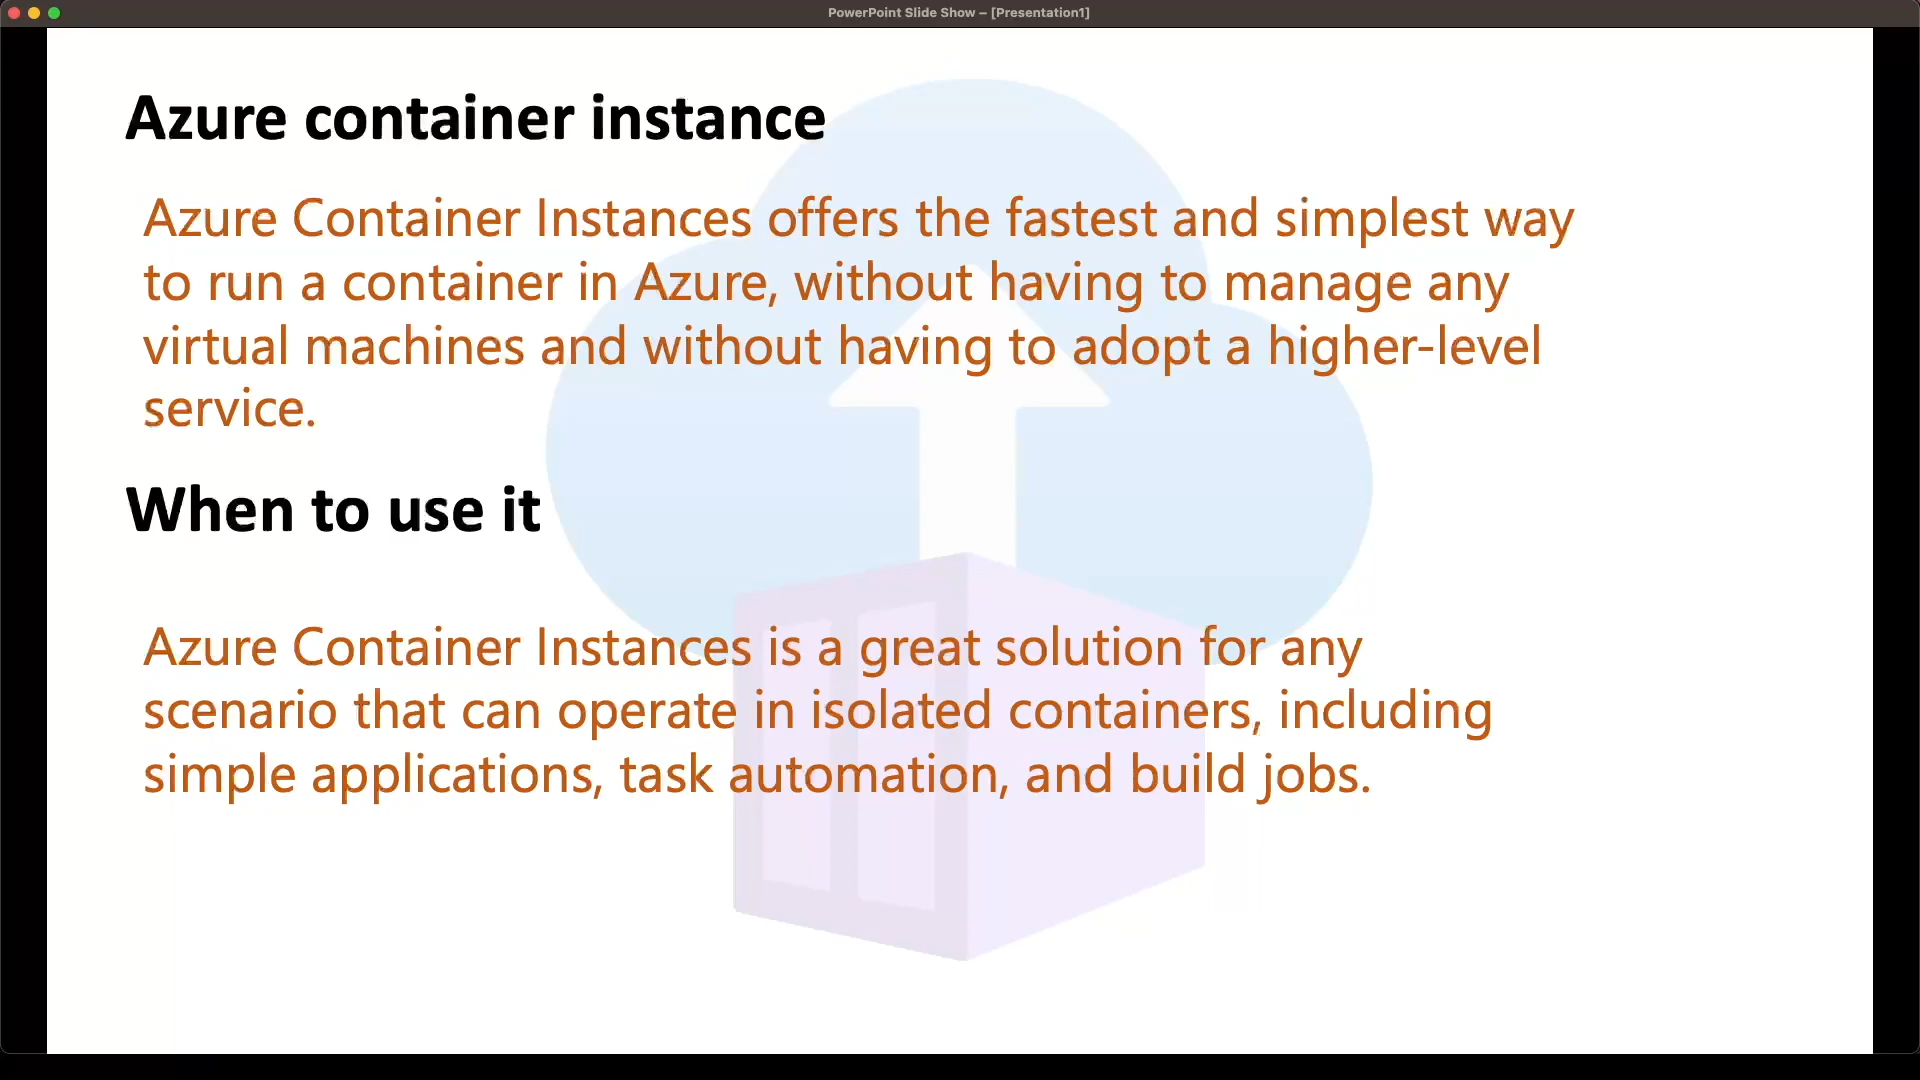 PowerPoint Slide Show – [Presentation1]
Azure container instance
Azure Container Instances offers the fastest and simplest way
to run a container in Azure, without having to manage any
virtual machines and without having to adopt a higher-level
service.
When to use it
Azure Container Instances is a great solution for any
scenario that can operate in isolated containers, including
simple applications, task automation, and build jobs.